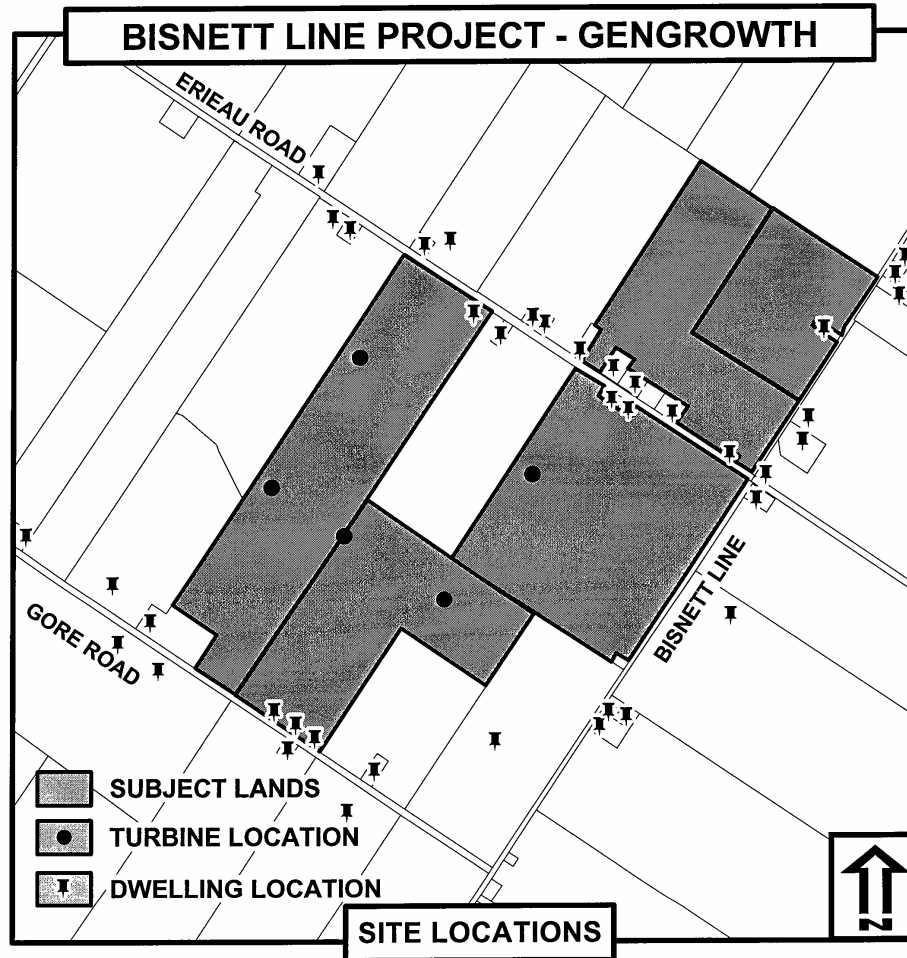 BISNETT LINE PROJECT - GENGROWTH
ERIEAU ROAD
BISNETT LINE
GORE ROAD
SUBJECT LANDS
TURBINE LOCATION
DWELLING LOCATION
SITE LOCATIONS
N